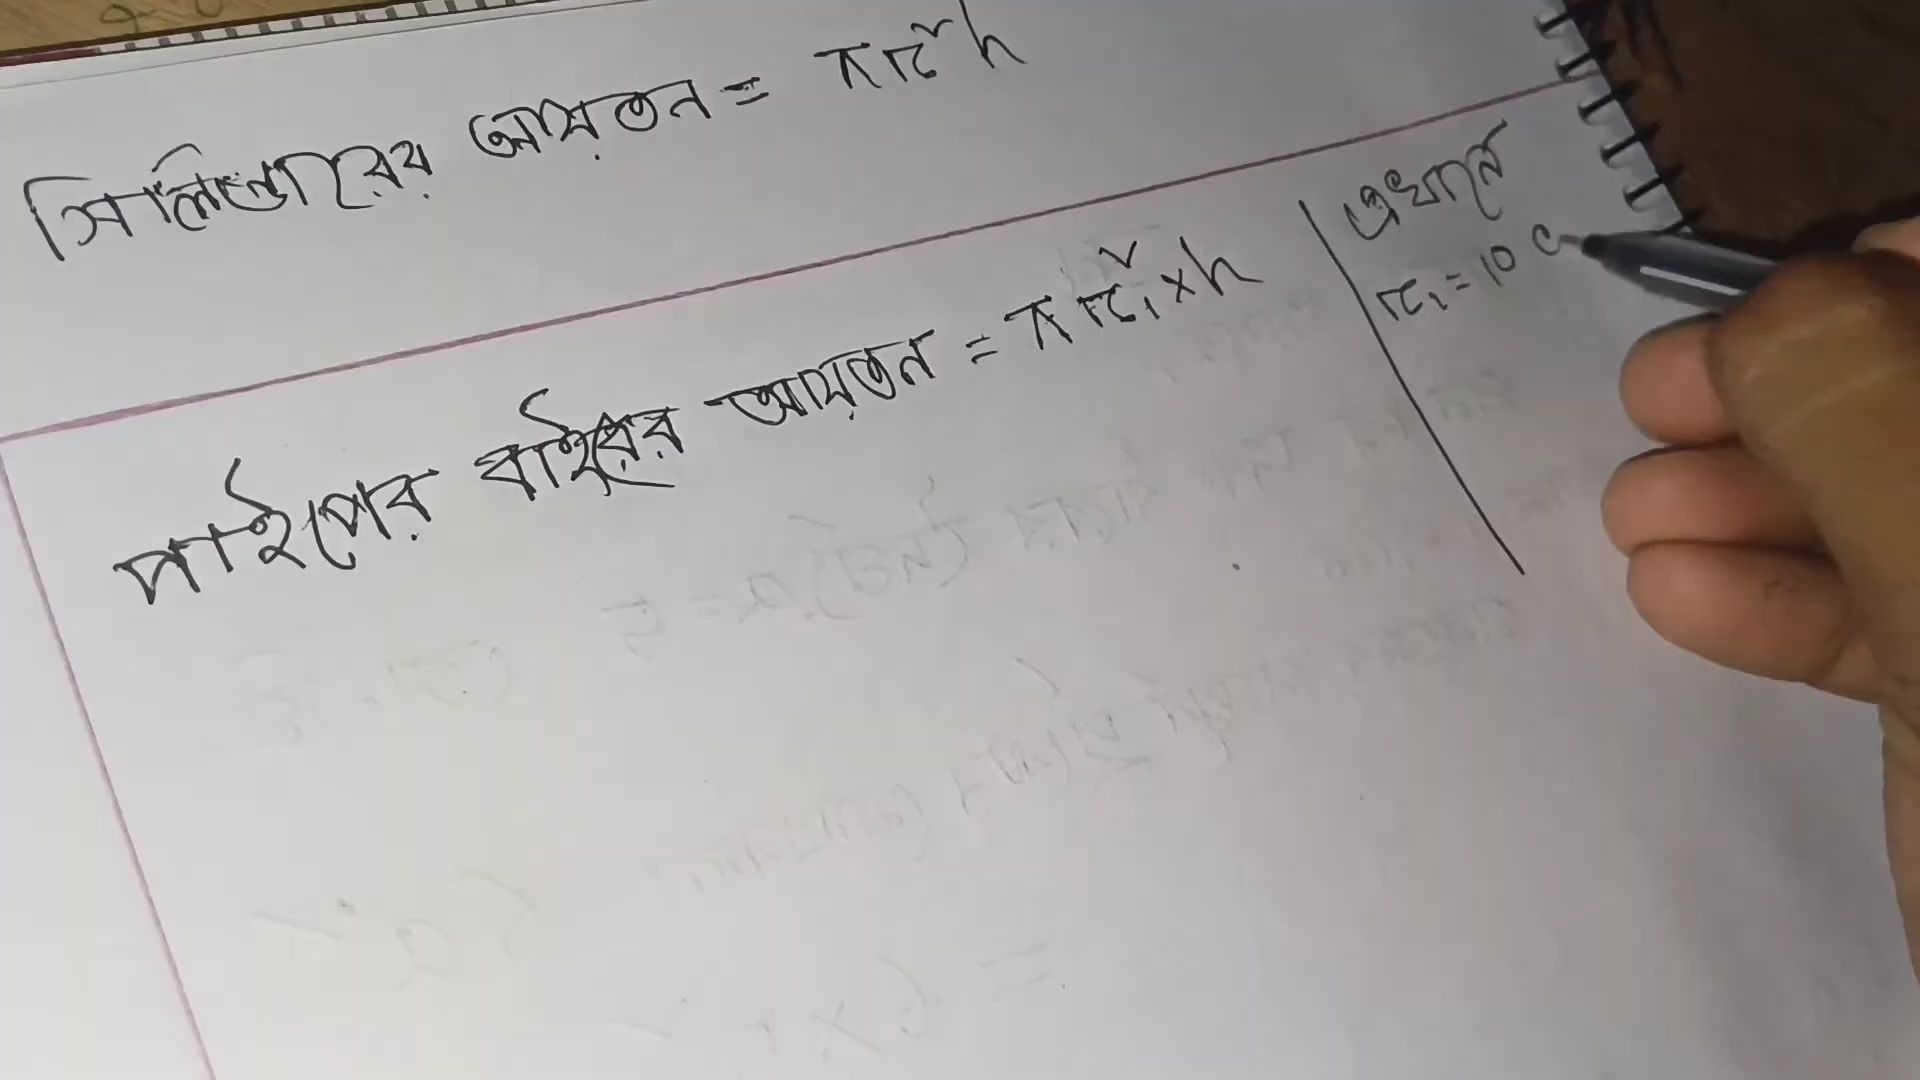 সিলিন্ডারের আয়তন = πr²h
পাইপের বাইরের আয়তন = πr₁² × h
এখানে
r₁ = 10 c